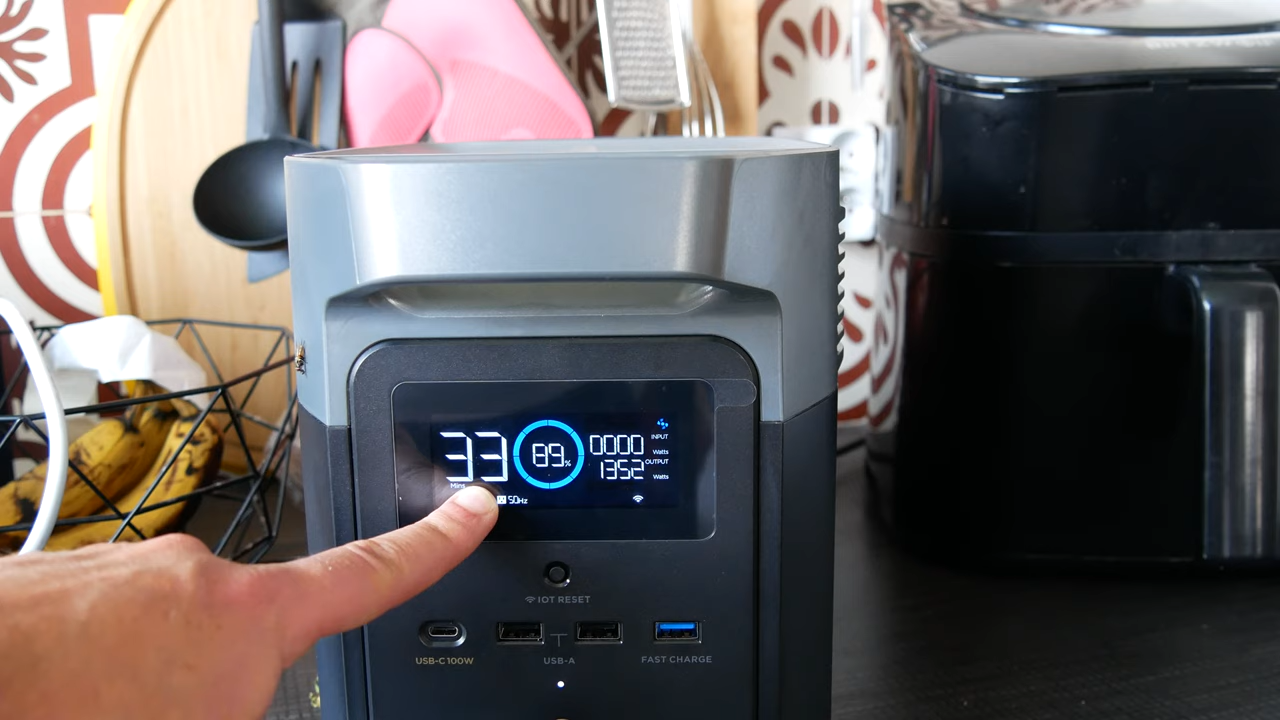 33 Mins
89%
0000 INPUT Watts
1352 OUTPUT Watts
50Hz
IOT RESET
USB-C 100W
USB-A
FAST CHARGE